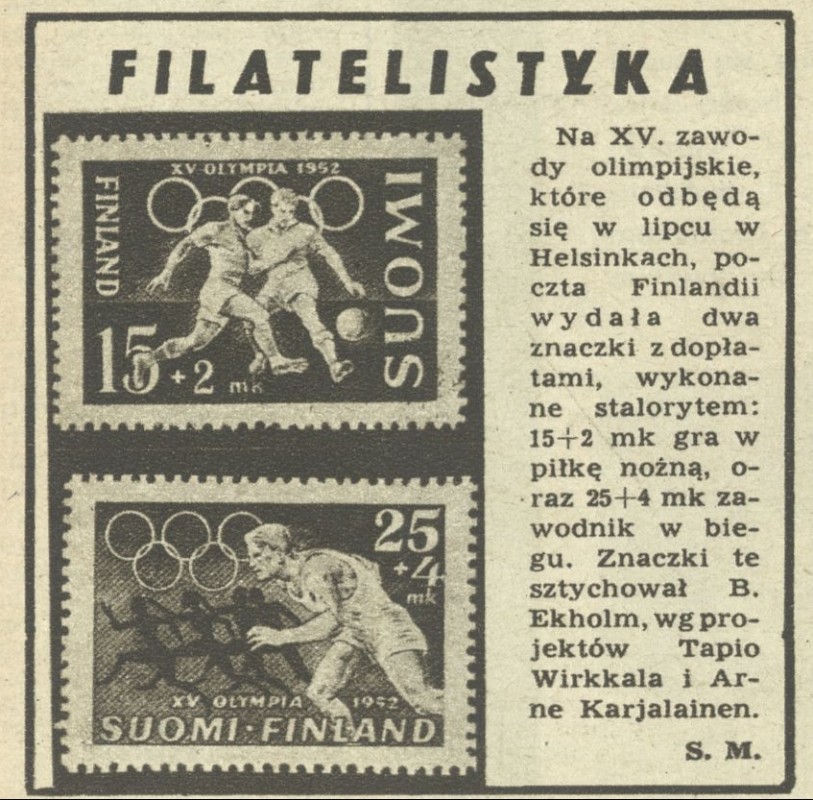 FILATELISTYKA
XV OLYMPIA 1952
FINLAND
SUOMI
15 + 2 mk
25
+ 4
mk
XV OLYMPIA 1952
SUOMI·FINLAND
Na XV. zawo-
dy olimpijskie,
które odbędą
się w lipcu w
Helsinkach, po-
czta Finlandii
wydała dwa
znaczki z dopła-
tami, wykona-
ne stalorytem:
15+2 mk gra w
piłkę nożną, o-
raz 25+4 mk za-
wodnik w bie-
gu. Znaczki te
sztychował B.
Ekholm, wg pro-
jektów Tapio
Wirkkala i Ar-
ne Karjalainen.
S. M.